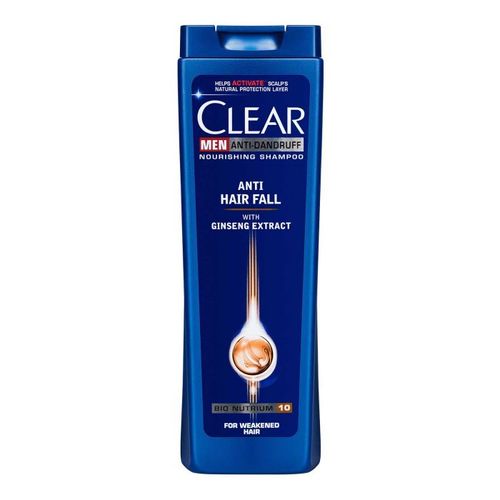 HELPS ACTIVATE SCALP'S
NATURAL PROTECTION LAYER
CLEAR
MEN ANTI-DANDRUFF
NOURISHING SHAMPOO
ANTI
HAIR FALL
WITH
GINSENG EXTRACT
BIO NUTRIUM 10
FOR WEAKENED
HAIR